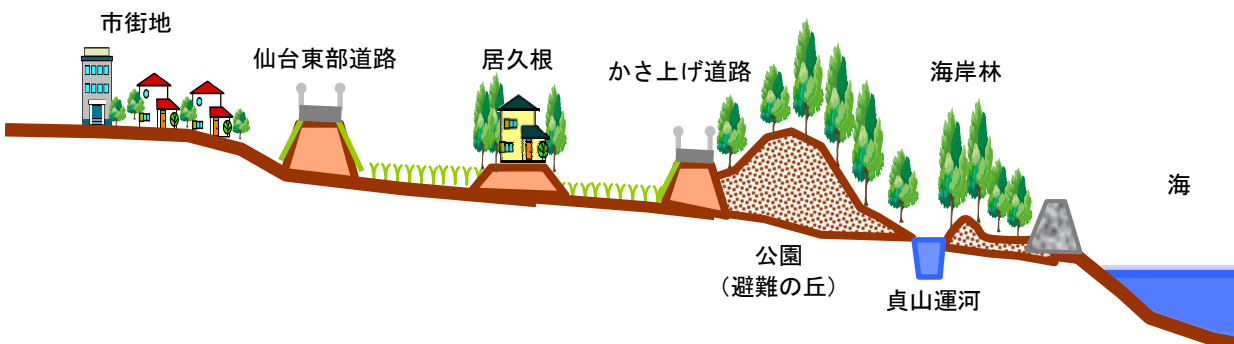 市街地
仙台東部道路
居久根
かさ上げ道路
海岸林
海
公園
（避難の丘）
貞山運河